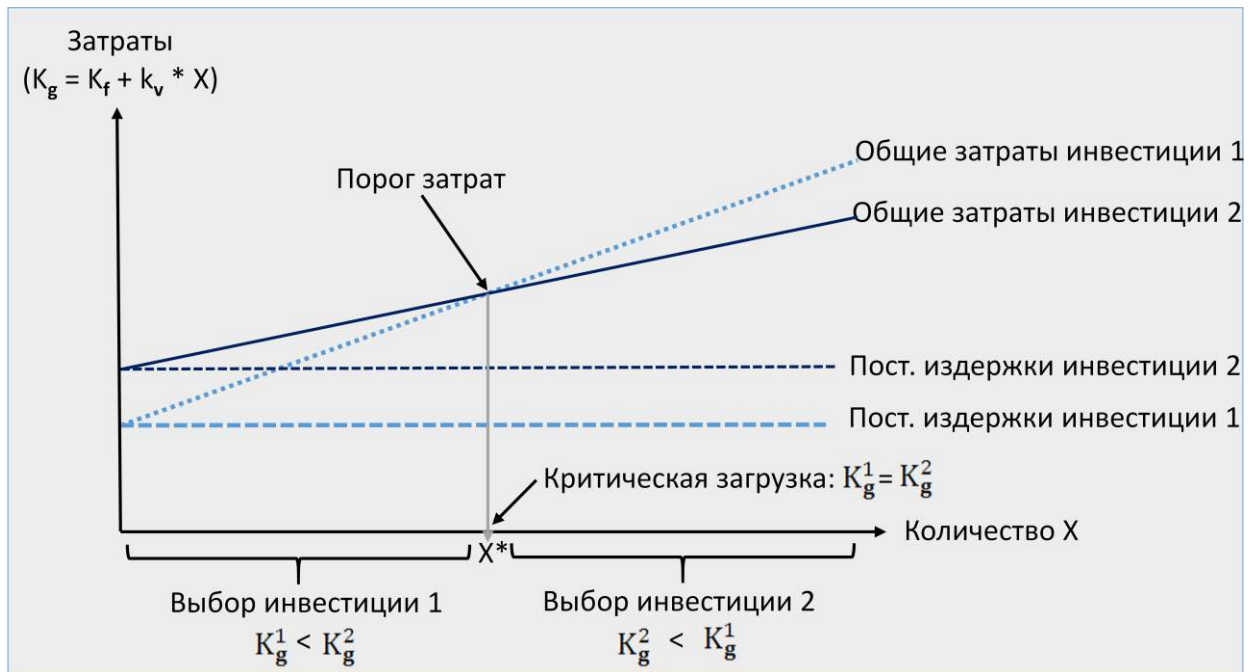 Затраты
(Kg = Kf + kv * X)
Общие затраты инвестиции 1
Порог затрат
Общие затраты инвестиции 2
Пост. издержки инвестиции 2
Пост. издержки инвестиции 1
Критическая загрузка: K¹g = K²g
Количество X
X*
Выбор инвестиции 1
K¹g < K²g
Выбор инвестиции 2
K²g < K¹g